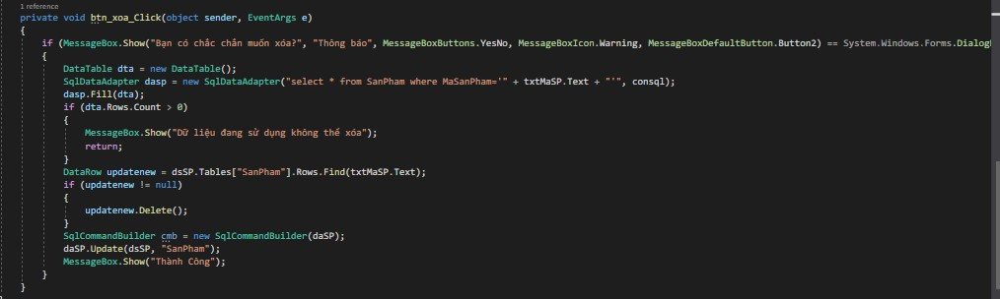 1 reference
private void btn_xoa_Click(object sender, EventArgs e)
{
if (MessageBox.Show("Bạn có chắc chắn muốn xóa?", "Thông báo", MessageBoxButtons.YesNo, MessageBoxIcon.Warning, MessageBoxDefaultButton.Button2) == System.Windows.Forms.Dialog
{
DataTable dta = new DataTable();
SqlDataAdapter dasp = new SqlDataAdapter("select * from SanPham where MaSanPham='" + txtMaSP.Text + "'", consql);
dasp.Fill(dta);
if (dta.Rows.Count > 0)
{
MessageBox.Show("Dữ liệu đang sử dụng không thể xóa");
return;
}
DataRow updatenew = dsSP.Tables["SanPham"].Rows.Find(txtMaSP.Text);
if (updatenew != null)
{
updatenew.Delete();
}
SqlCommandBuilder cmb = new SqlCommandBuilder(daSP);
daSP.Update(dsSP, "SanPham");
MessageBox.Show("Thành Công");
}
}